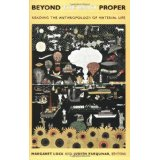 BEYOND
PROPER
READING THE ANTHROPOLOGY OF MATERIAL LIFE
MARGARET LOCK AND JUDITH FARQUHAR, EDITORS